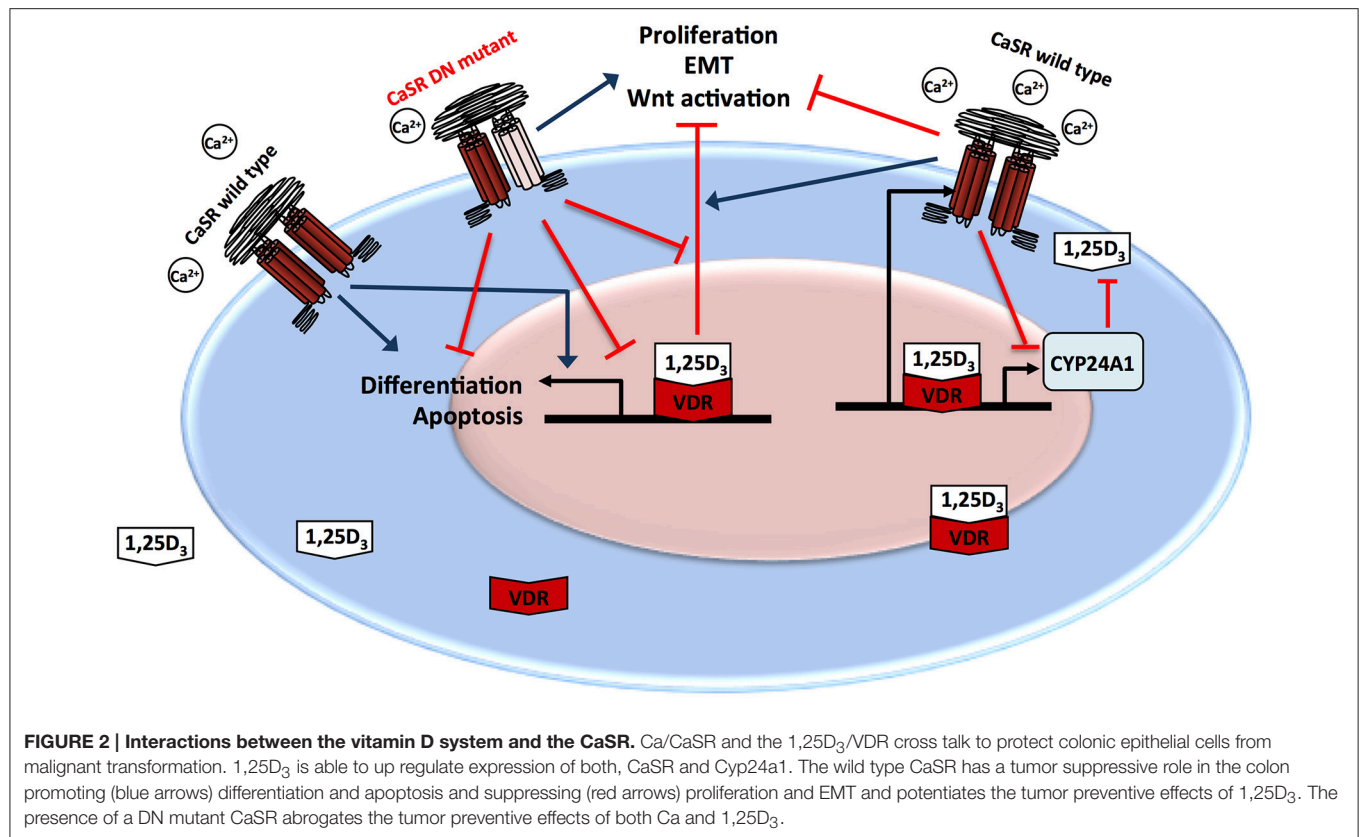 Proliferation
EMT
Wnt activation
CaSR DN mutant
Ca2+
CaSR wild type
Ca2+
Ca2+
Ca2+
Ca2+
Ca2+
Ca2+
CaSR wild type
1,25D3
CYP24A1
1,25D3
VDR
1,25D3
VDR
Differentiation
Apoptosis
1,25D3
VDR
1,25D3
1,25D3
VDR
FIGURE 2 | Interactions between the vitamin D system and the CaSR. Ca/CaSR and the 1,25D3/VDR cross talk to protect colonic epithelial cells from
malignant transformation. 1,25D3 is able to up regulate expression of both, CaSR and Cyp24a1. The wild type CaSR has a tumor suppressive role in the colon
promoting (blue arrows) differentiation and apoptosis and suppressing (red arrows) proliferation and EMT and potentiates the tumor preventive effects of 1,25D3. The
presence of a DN mutant CaSR abrogates the tumor preventive effects of both Ca and 1,25D3.